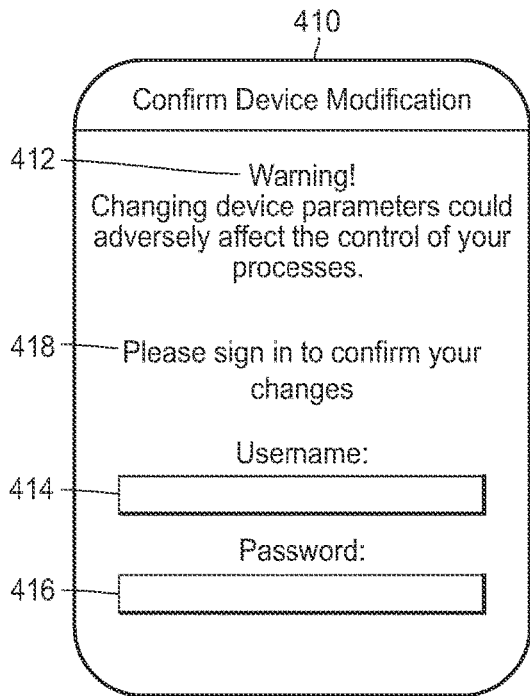 410
Confirm Device Modification
412
Warning!
Changing device parameters could
adversely affect the control of your
processes.
418
Please sign in to confirm your
changes
Username:
414
Password:
416